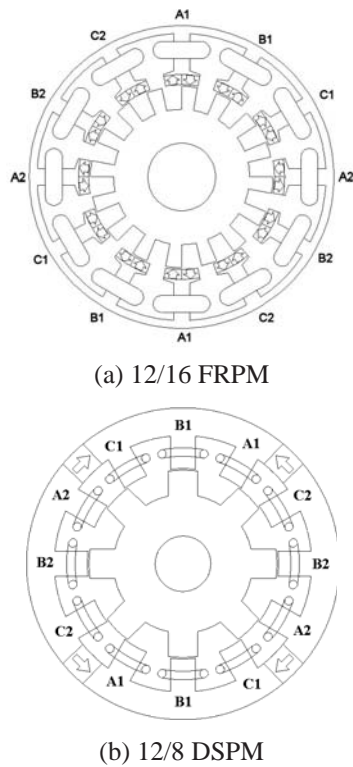 A1
C2 B1
B2 C1
A2 A2
C1 B2
B1 C2
A1
(a) 12/16 FRPM
B1
C1 A1
A2 C2
B2 B2
C2 A2
A1 C1
B1
(b) 12/8 DSPM